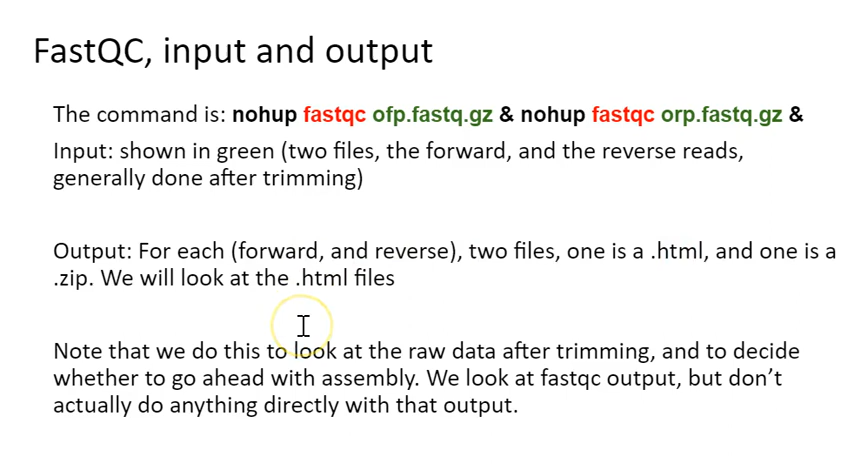 FastQC, input and output
The command is: nohup fastqc ofp.fastq.gz & nohup fastqc orp.fastq.gz &
Input: shown in green (two files, the forward, and the reverse reads,
generally done after trimming)
Output: For each (forward, and reverse), two files, one is a .html, and one is a
.zip. We will look at the .html files
Note that we do this to look at the raw data after trimming, and to decide
whether to go ahead with assembly. We look at fastqc output, but don’t
actually do anything directly with that output.